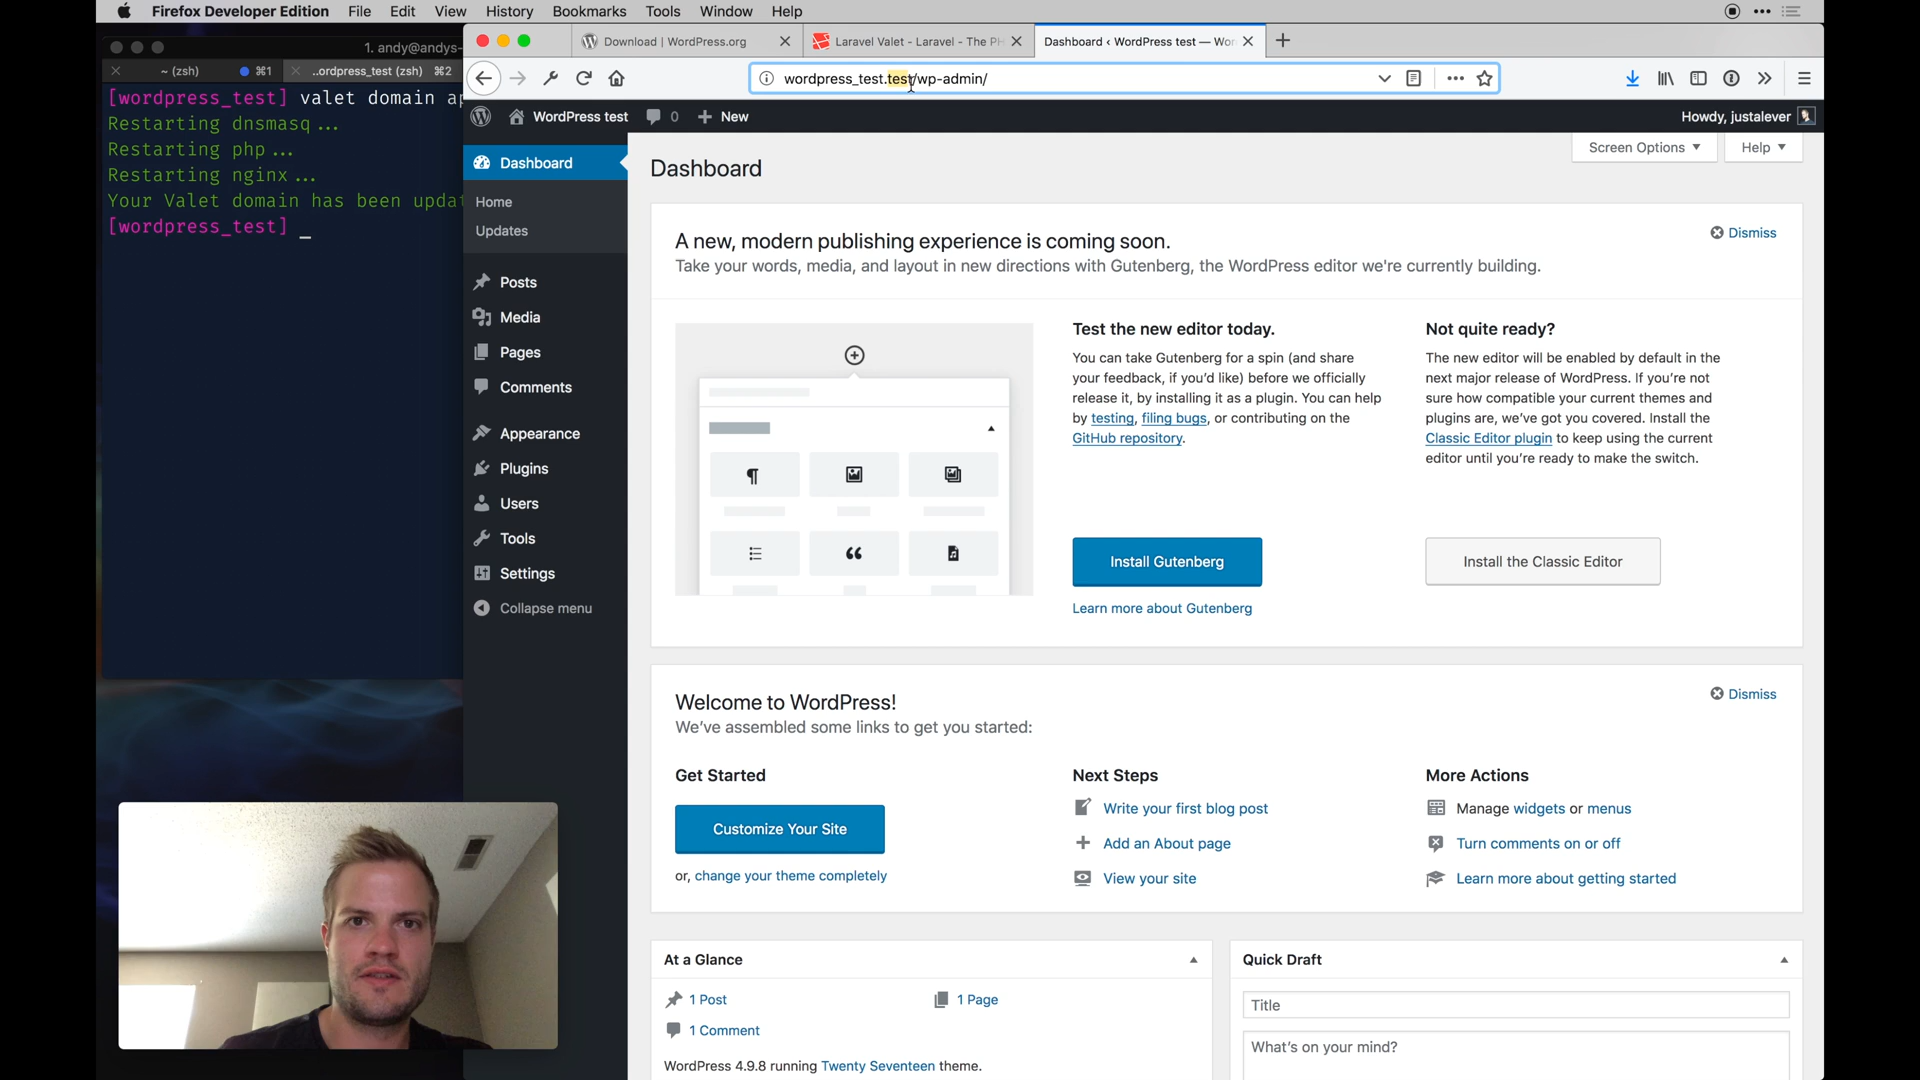 Firefox Developer Edition File Edit View History Bookmarks Tools Window Help
1. andy@andys-
~ (zsh) ⌘1 ..ordpress_test (zsh) ⌘2
[wordpress_test] valet domain ap
Restarting dnsmasq...
Restarting php...
Restarting nginx...
Your Valet domain has been updat
[wordpress_test] _
Download | WordPress.org Laravel Valet - Laravel - The PH Dashboard ‹ WordPress test — Wor
wordpress_test.test/wp-admin/
WordPress test 0 + New Howdy, justalever
Dashboard
Home
Updates
Posts
Media
Pages
Comments
Appearance
Plugins
Users
Tools
Settings
Collapse menu
Screen Options ▼ Help ▼
Dashboard
A new, modern publishing experience is coming soon.
Dismiss
Take your words, media, and layout in new directions with Gutenberg, the WordPress editor we're currently building.
Test the new editor today.
You can take Gutenberg for a spin (and share
your feedback, if you'd like) before we officially
release it, by installing it as a plugin. You can help
by testing, filing bugs, or contributing on the
GitHub repository.
Install Gutenberg
Learn more about Gutenberg
Not quite ready?
The new editor will be enabled by default in the
next major release of WordPress. If you're not
sure how compatible your current themes and
plugins are, we've got you covered. Install the
Classic Editor plugin to keep using the current
editor until you're ready to make the switch.
Install the Classic Editor
Welcome to WordPress!
Dismiss
We've assembled some links to get you started:
Get Started
Customize Your Site
or, change your theme completely
Next Steps
Write your first blog post
Add an About page
View your site
More Actions
Manage widgets or menus
Turn comments on or off
Learn more about getting started
At a Glance
1 Post 1 Page
1 Comment
WordPress 4.9.8 running Twenty Seventeen theme.
Quick Draft
Title
What's on your mind?